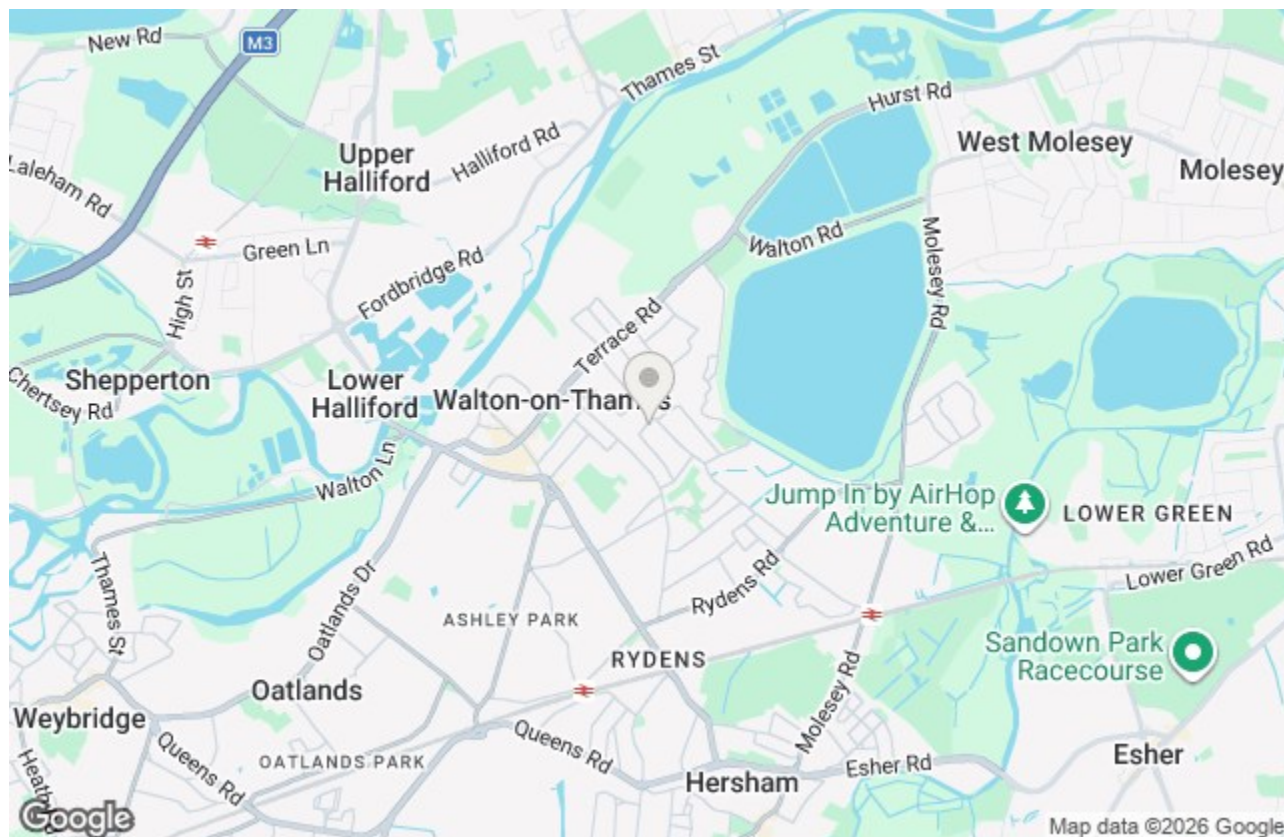 New Rd
M3
Thames St
Hurst Rd
West Molesey
Molesey
Upper
Halliford
Halliford Rd
Laleham Rd
Green Ln
Walton Rd
Molesey Rd
Fordbridge Rd
High St
Terrace Rd
Shepperton
Chertsey Rd
Lower
Halliford
Walton-on-Thames
Walton Ln
Jump In by AirHop
Adventure &...
LOWER GREEN
Thames St
Oatlands Dr
Rydens Rd
Lower Green Rd
ASHLEY PARK
RYDENS
Sandown Park
Racecourse
Oatlands
Weybridge
Molesey Rd
Queens Rd
Queens Rd
OATLANDS PARK
Hersham
Esher Rd
Esher
Google
Map data ©2026 Google